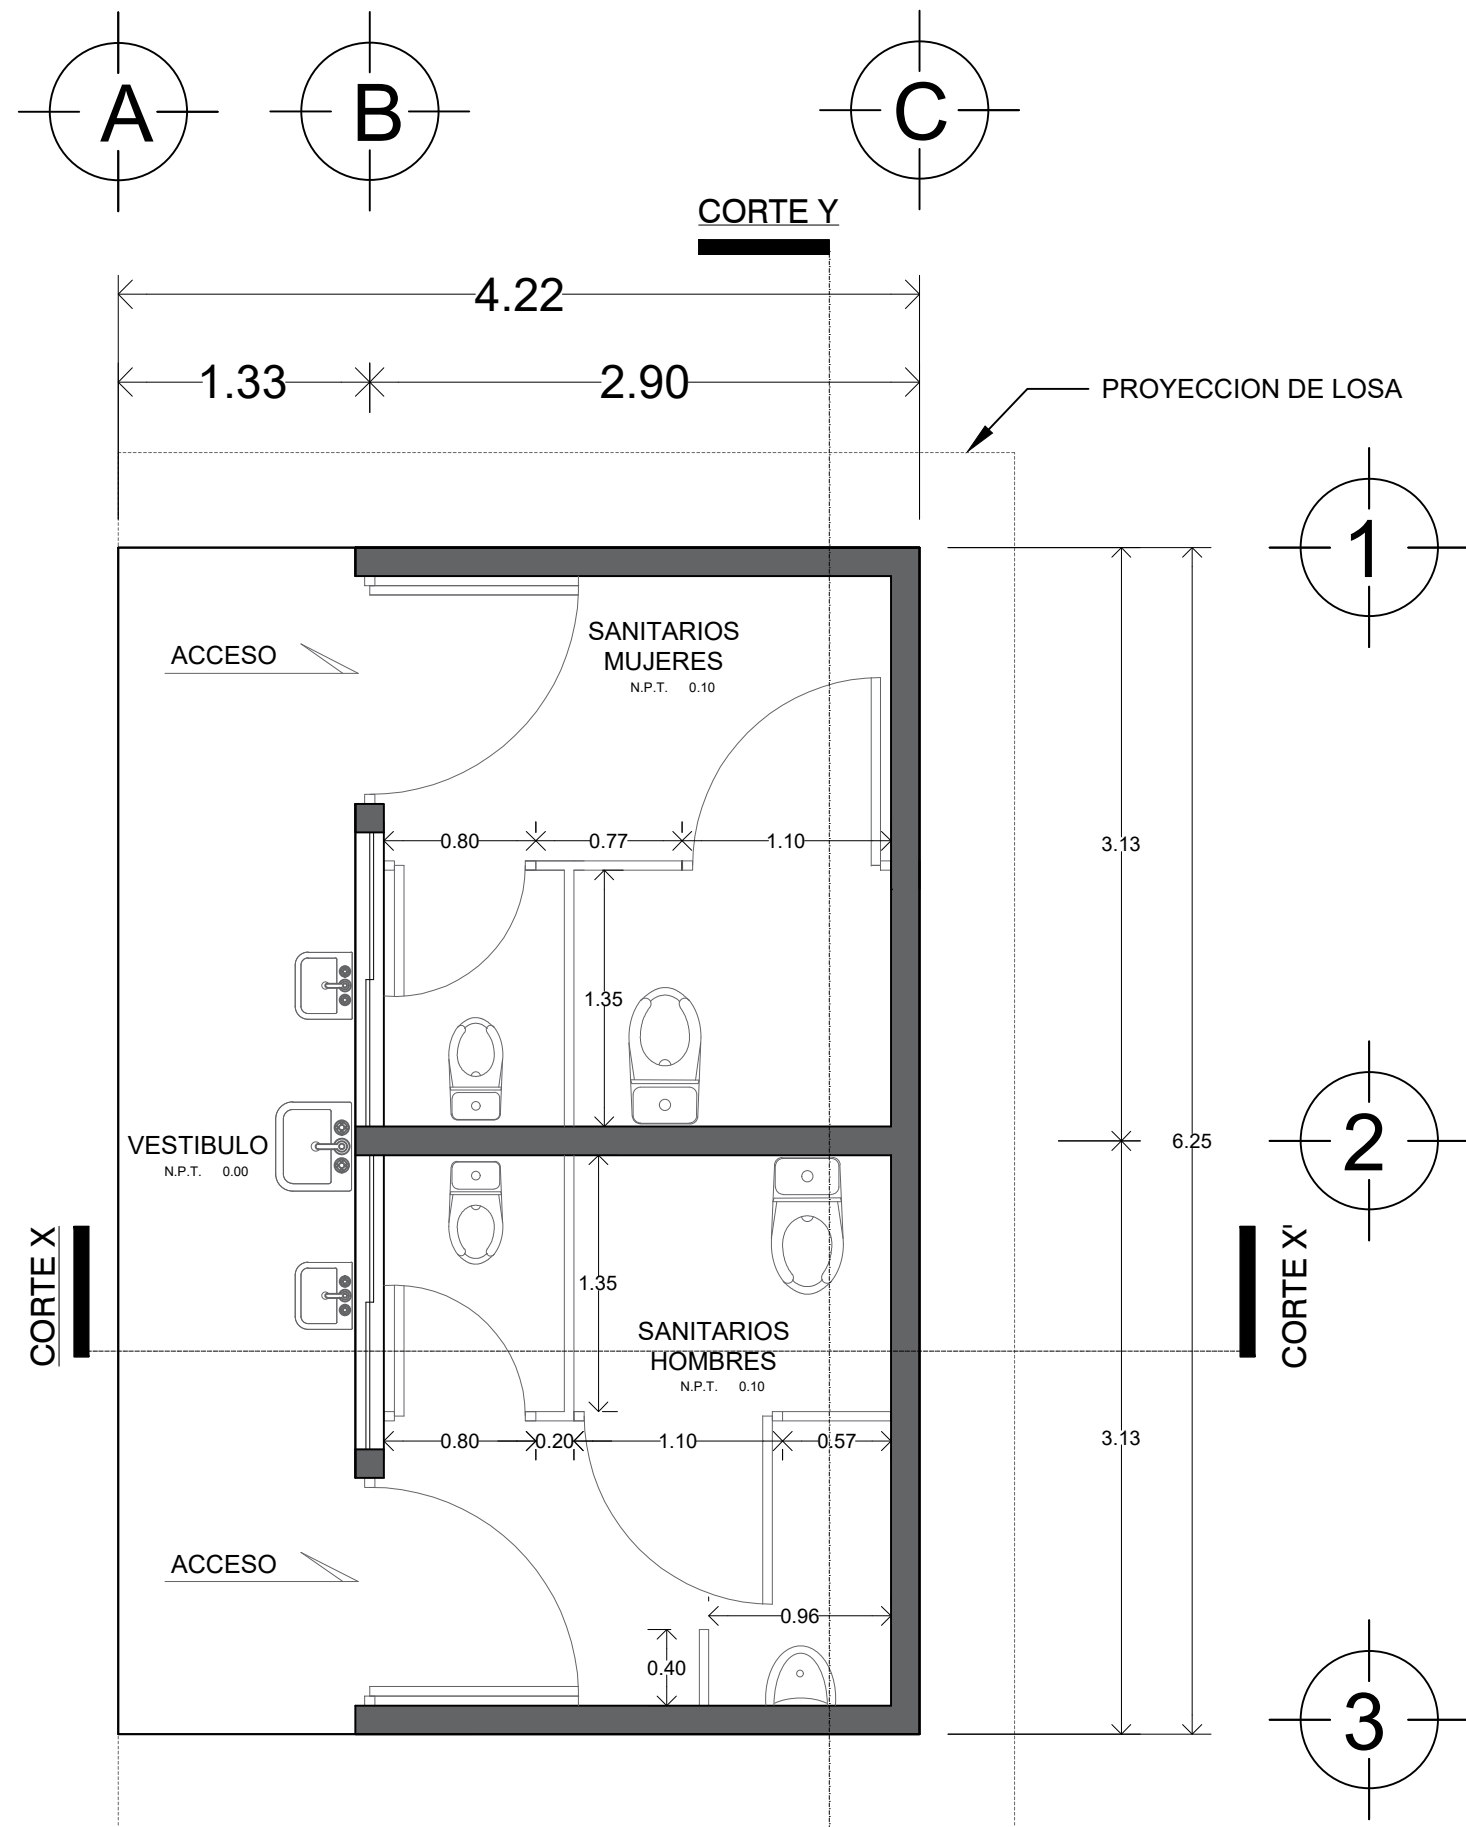 A B C
CORTE Y
4.22
1.33 2.90
PROYECCION DE LOSA
1
SANITARIOS
MUJERES
N.P.T. 0.10
ACCESO
0.80 0.77 1.10
3.13
1.35
VESTIBULO
N.P.T. 0.00
6.25
2
CORTE X
CORTE X'
1.35
SANITARIOS
HOMBRES
N.P.T. 0.10
0.80 0.20 1.10 0.57
3.13
ACCESO
0.96
0.40
3